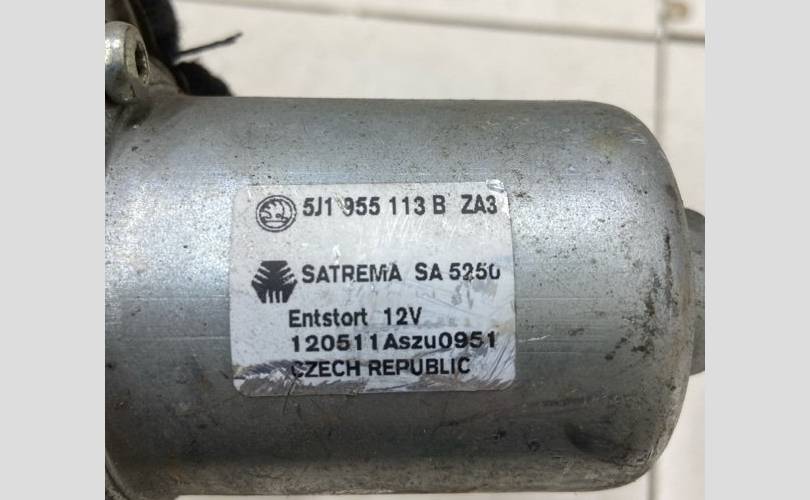 5J1 955 113 B ZA3
SATREMA SA 5250
Entstort 12V
120511Aszu0951
CZECH REPUBLIC